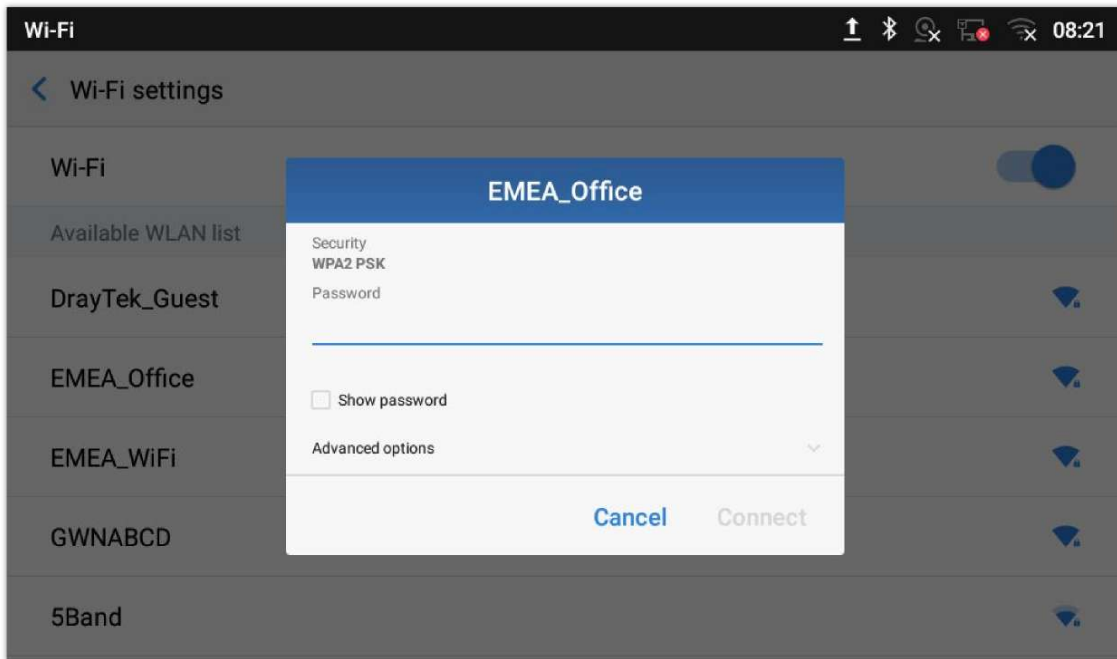 Wi-Fi 08:21
Wi-Fi settings
Wi-Fi
EMEA_Office
Available WLAN list
Security
WPA2 PSK
Password
DrayTek_Guest
EMEA_Office
Show password
Advanced options
EMEA_WiFi
Cancel Connect
GWNABCD
5Band